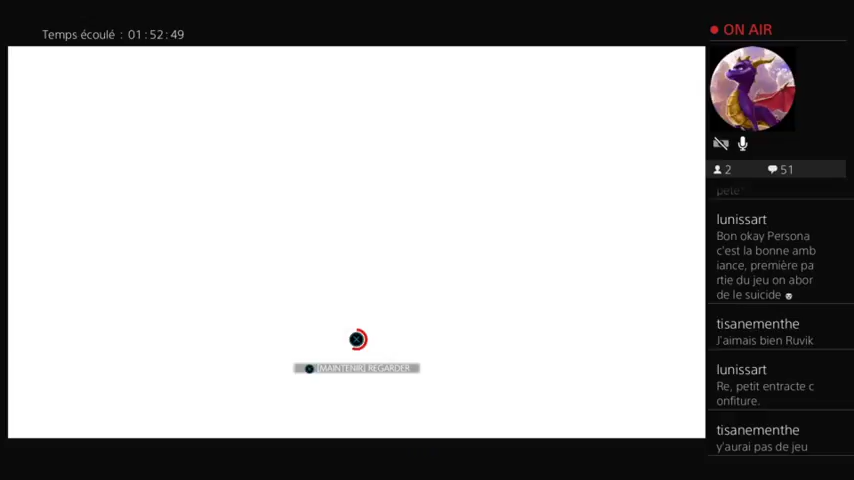 Temps écoulé : 01:52:49
ON AIR
2
51
pete
lunissart
Bon okay Persona
c'est la bonne amb
iance, première pa
rtie du jeu on abor
de le suicide
tisanementhe
J'aimais bien Ruvik
lunissart
Re, petit entracte c
onfiture.
tisanementhe
y'aurai pas de jeu
[MAINTENIR] REGARDER